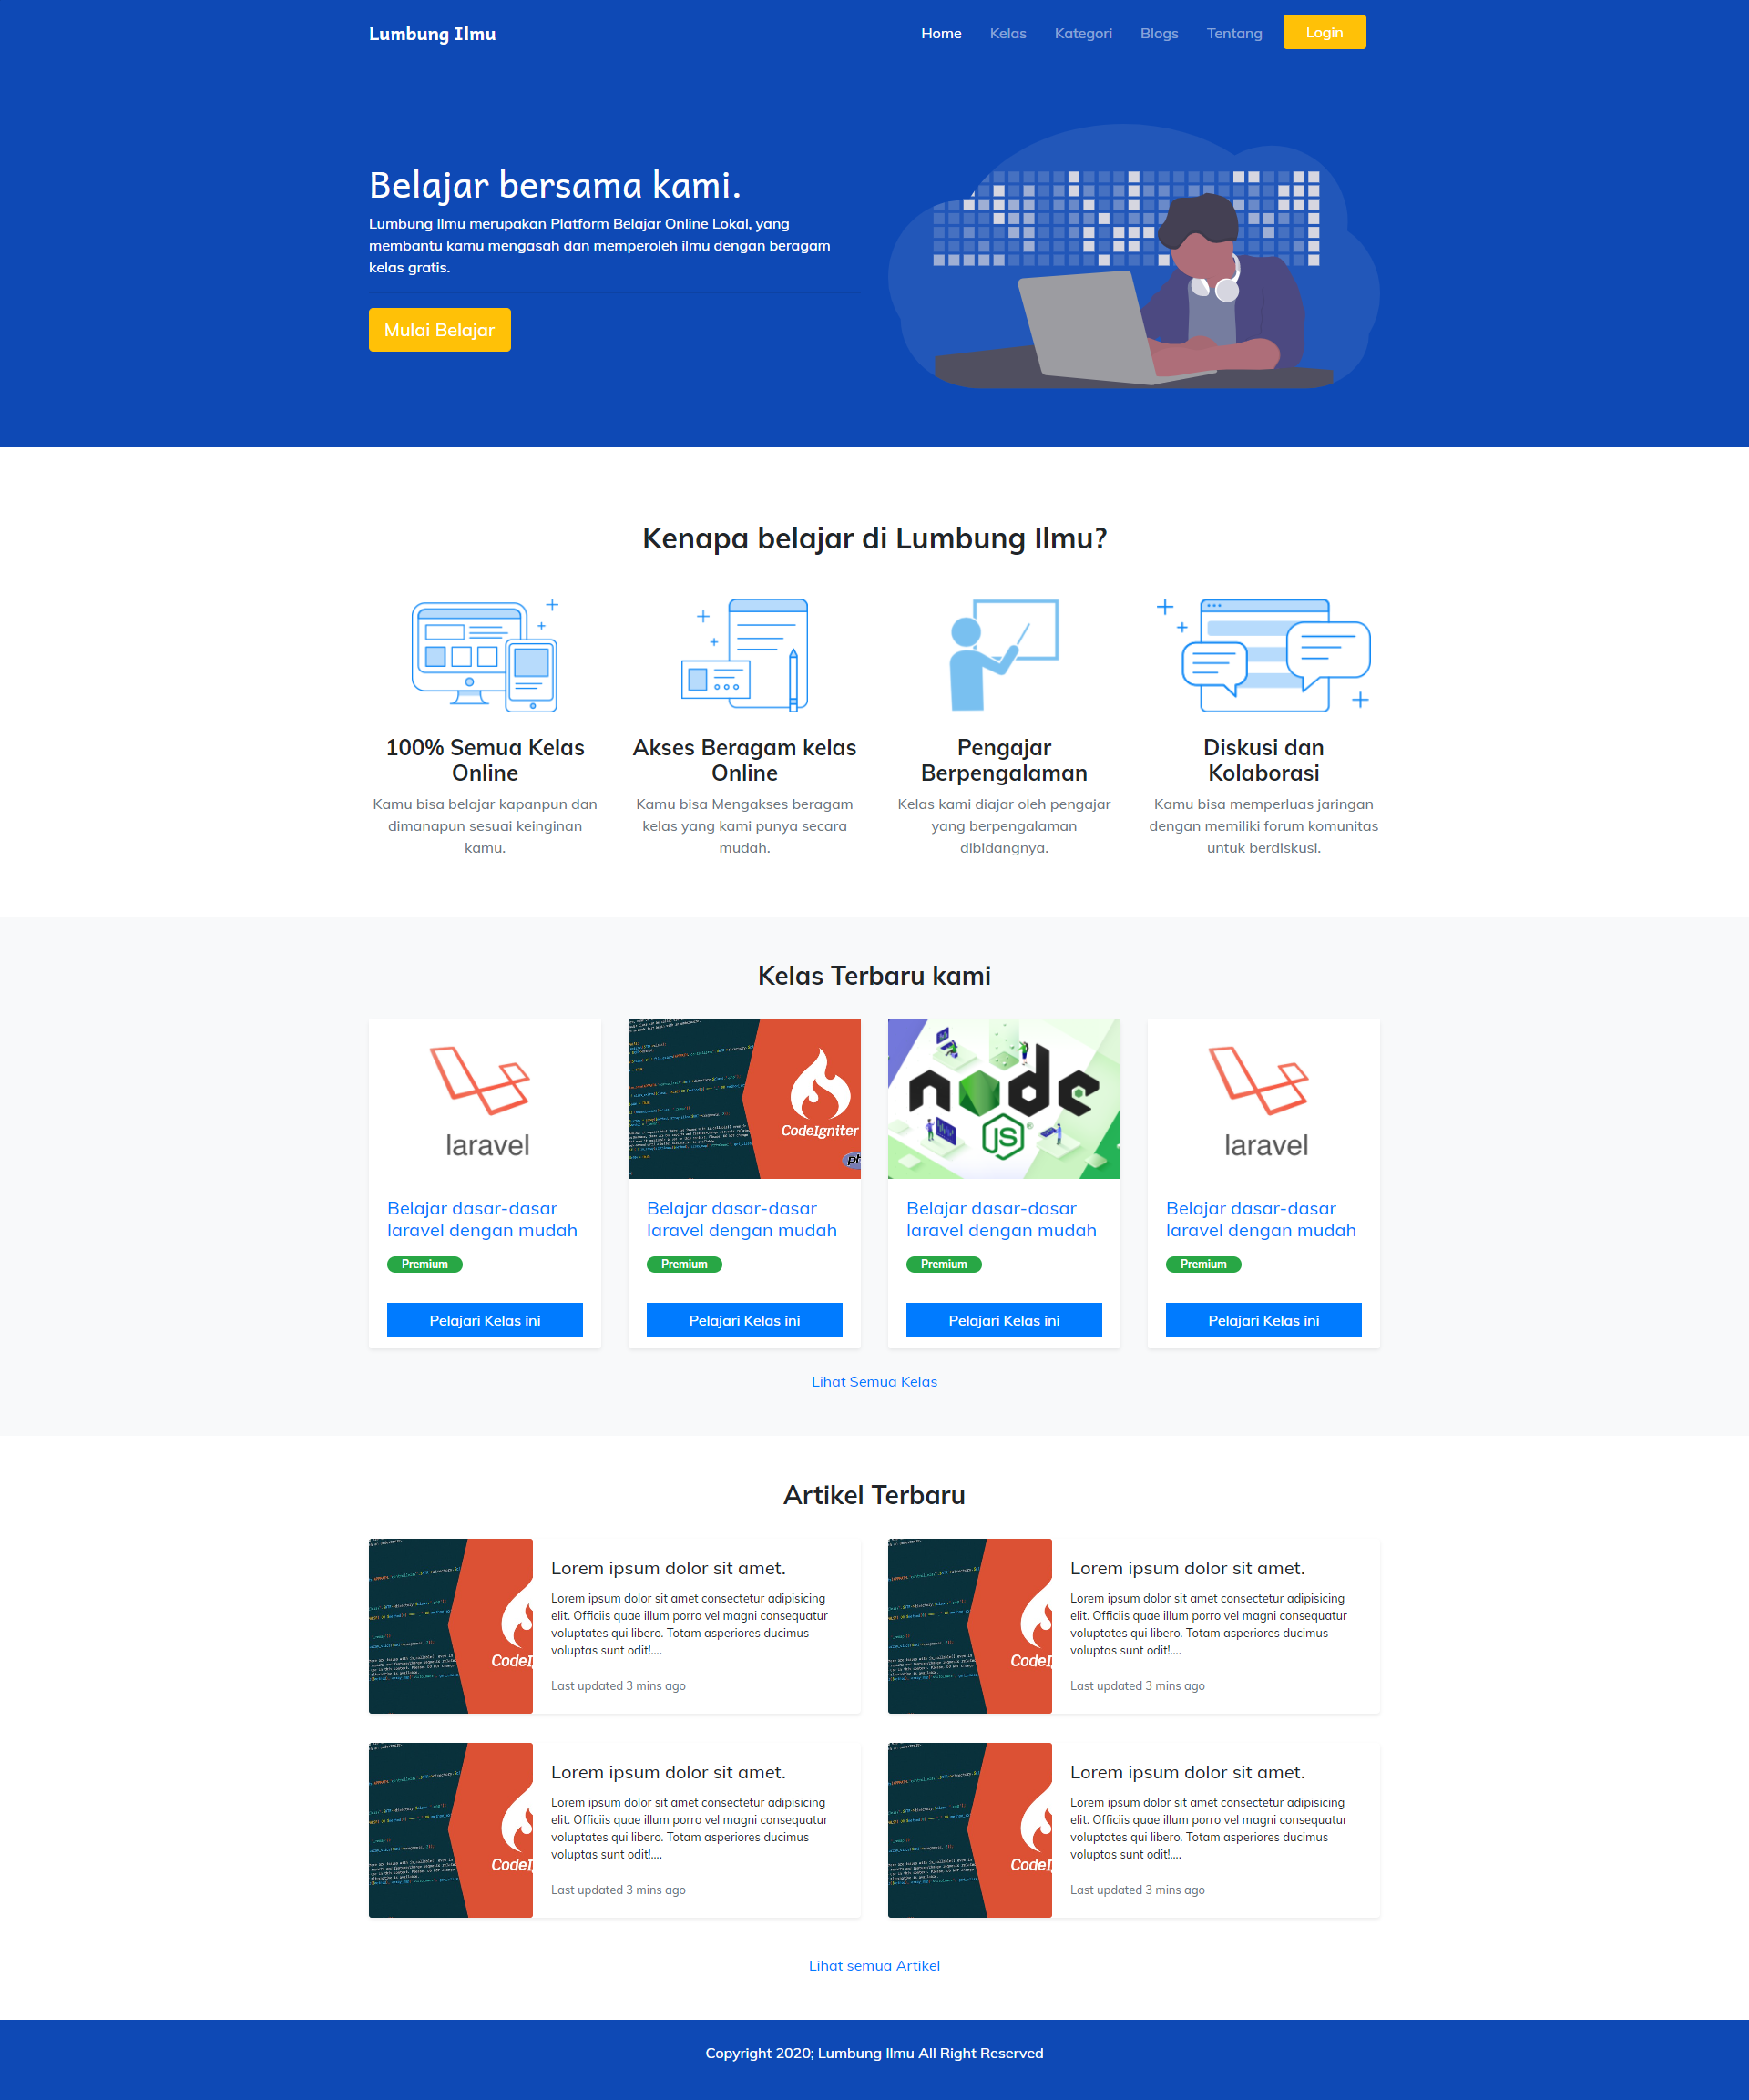 Lumbung Ilmu
Home Kelas Kategori Blogs Tentang Login
Belajar bersama kami.
Lumbung Ilmu merupakan Platform Belajar Online Lokal, yang
membantu kamu mengasah dan memperoleh ilmu dengan beragam
kelas gratis.
Mulai Belajar
Kenapa belajar di Lumbung Ilmu?
100% Semua Kelas
Online
Kamu bisa belajar kapanpun dan
dimanapun sesuai keinginan
kamu.
Akses Beragam kelas
Online
Kamu bisa Mengakses beragam
kelas yang kami punya secara
mudah.
Pengajar
Berpengalaman
Kelas kami diajar oleh pengajar
yang berpengalaman
dibidangnya.
Diskusi dan
Kolaborasi
Kamu bisa memperluas jaringan
dengan memiliki forum komunitas
untuk berdiskusi.
Kelas Terbaru kami
laravel
Belajar dasar-dasar
laravel dengan mudah
Premium
Pelajari Kelas ini
CodeIgniter
Belajar dasar-dasar
laravel dengan mudah
Premium
Pelajari Kelas ini
node
JS
Belajar dasar-dasar
laravel dengan mudah
Premium
Pelajari Kelas ini
laravel
Belajar dasar-dasar
laravel dengan mudah
Premium
Pelajari Kelas ini
Lihat Semua Kelas
Artikel Terbaru
Lorem ipsum dolor sit amet.
Lorem ipsum dolor sit amet consectetur adipisicing
elit. Officiis quae illum porro vel magni consequatur
voluptates qui libero. Totam asperiores ducimus
voluptas sunt odit!....
Last updated 3 mins ago
Lorem ipsum dolor sit amet.
Lorem ipsum dolor sit amet consectetur adipisicing
elit. Officiis quae illum porro vel magni consequatur
voluptates qui libero. Totam asperiores ducimus
voluptas sunt odit!....
Last updated 3 mins ago
Lorem ipsum dolor sit amet.
Lorem ipsum dolor sit amet consectetur adipisicing
elit. Officiis quae illum porro vel magni consequatur
voluptates qui libero. Totam asperiores ducimus
voluptas sunt odit!....
Last updated 3 mins ago
Lorem ipsum dolor sit amet.
Lorem ipsum dolor sit amet consectetur adipisicing
elit. Officiis quae illum porro vel magni consequatur
voluptates qui libero. Totam asperiores ducimus
voluptas sunt odit!....
Last updated 3 mins ago
Lihat semua Artikel
Copyright 2020; Lumbung Ilmu All Right Reserved